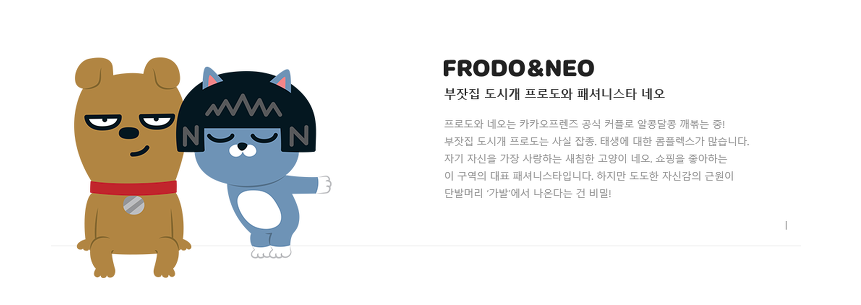 FRODO&NEO
부잣집 도시개 프로도와 패셔니스타 네오
프로도와 네오는 카카오프렌즈 공식 커플로 알콩달콩 깨볶는 중!
부잣집 도시개 프로도는 사실 잡종. 태생에 대한 콤플렉스가 많습니다.
자기 자신을 가장 사랑하는 새침한 고양이 네오. 쇼핑을 좋아하는
이 구역의 대표 패셔니스타입니다. 하지만 도도한 자신감의 근원이
단발머리 '가발'에서 나온다는 건 비밀!
N N